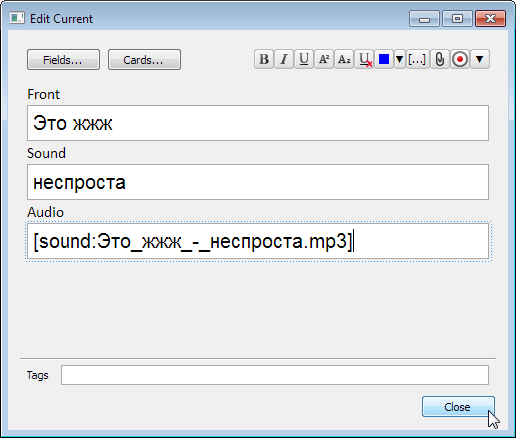 Edit Current
Fields... Cards... B I U A² A₂ U [...]
Front
Это жжж
Sound
неспроста
Audio
[sound:Это_жжж_-_неспроста.mp3]
Tags
Close